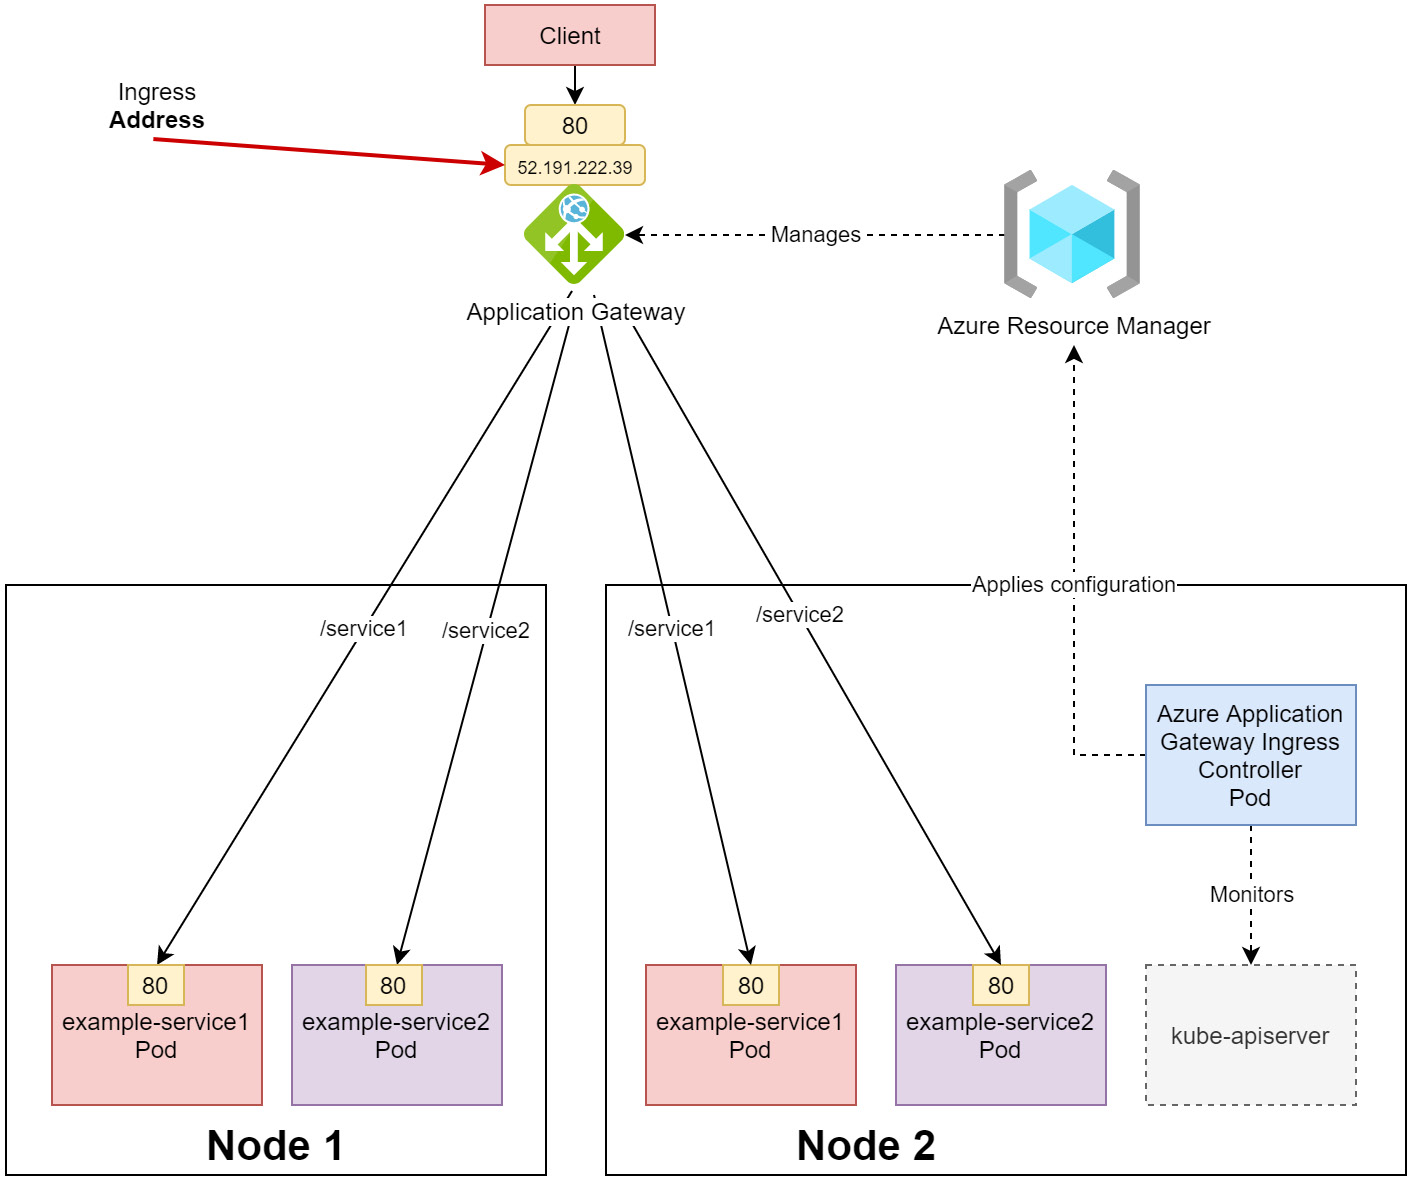 Client
Ingress
Address
80
52.191.222.39
Manages
Application Gateway
Azure Resource Manager
Applies configuration
/service1
/service2
/service1
/service2
Azure Application
Gateway Ingress
Controller
Pod
Monitors
80
example-service1
Pod
80
example-service2
Pod
80
example-service1
Pod
80
example-service2
Pod
kube-apiserver
Node 1
Node 2